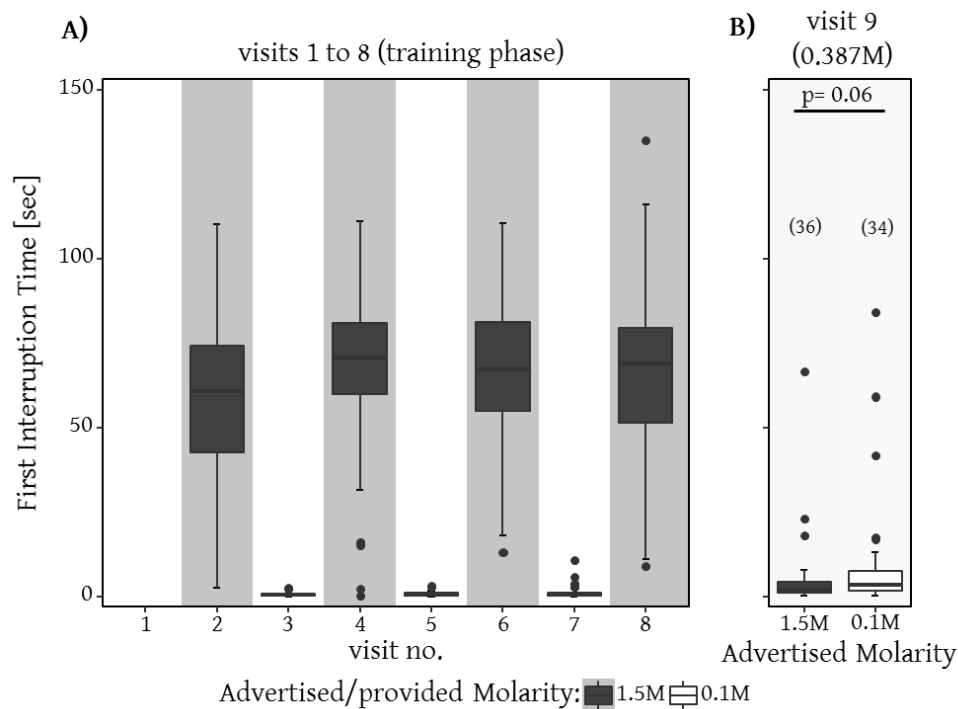 A)
visits 1 to 8 (training phase)
First Interruption Time [sec]
150
100
50
0
1 2 3 4 5 6 7 8
visit no.
B)
visit 9
(0.387M)
p= 0.06
(36) (34)
1.5M 0.1M
Advertised Molarity
Advertised/provided Molarity: 1.5M 0.1M